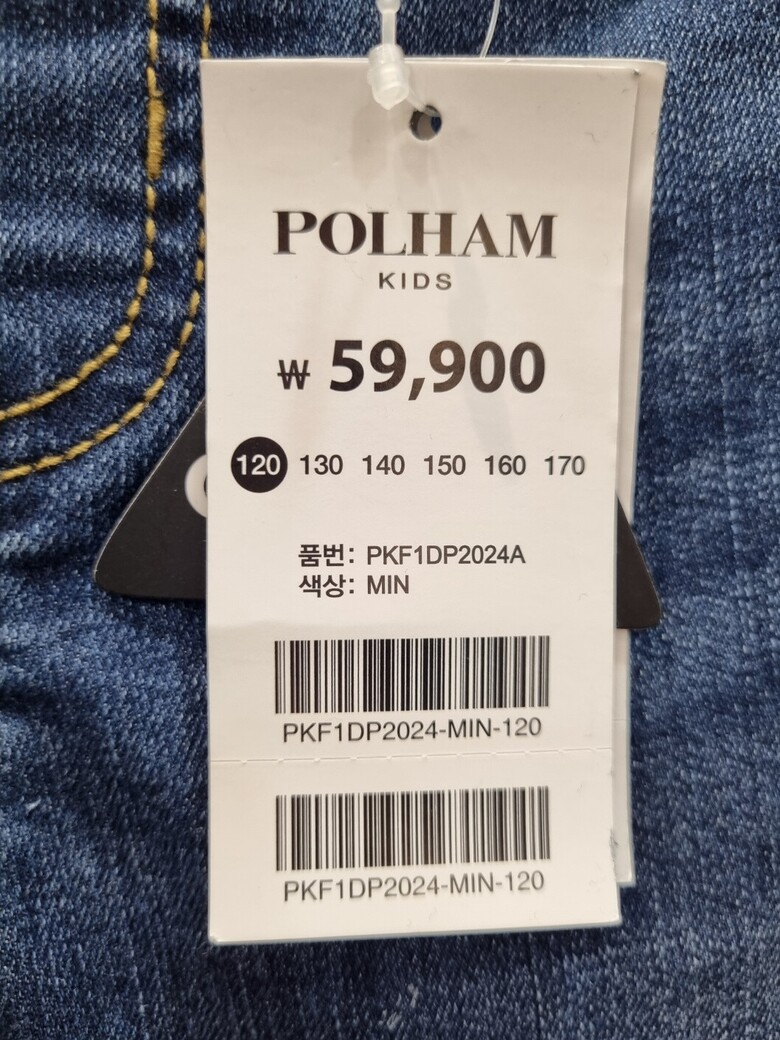 POLHAM
KIDS
₩ 59,900
120 130 140 150 160 170
품번: PKF1DP2024A
색상: MIN
PKF1DP2024-MIN-120
PKF1DP2024-MIN-120